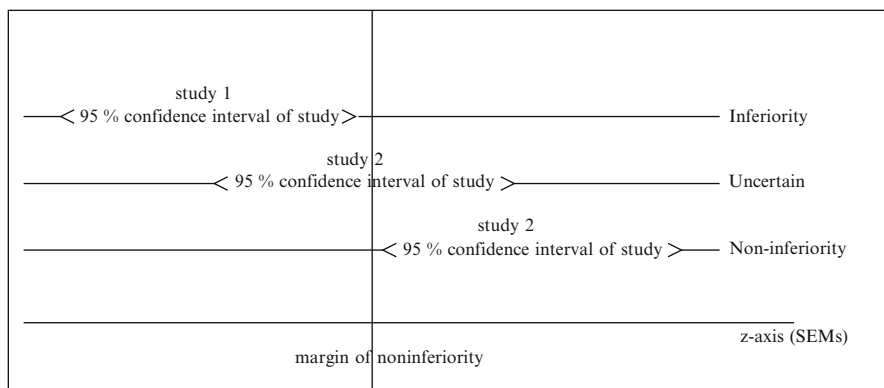 study 1
< 95 % confidence interval of study > Inferiority
study 2
< 95 % confidence interval of study > Uncertain
study 2
< 95 % confidence interval of study > Non-inferiority
z-axis (SEMs)
margin of noninferiority